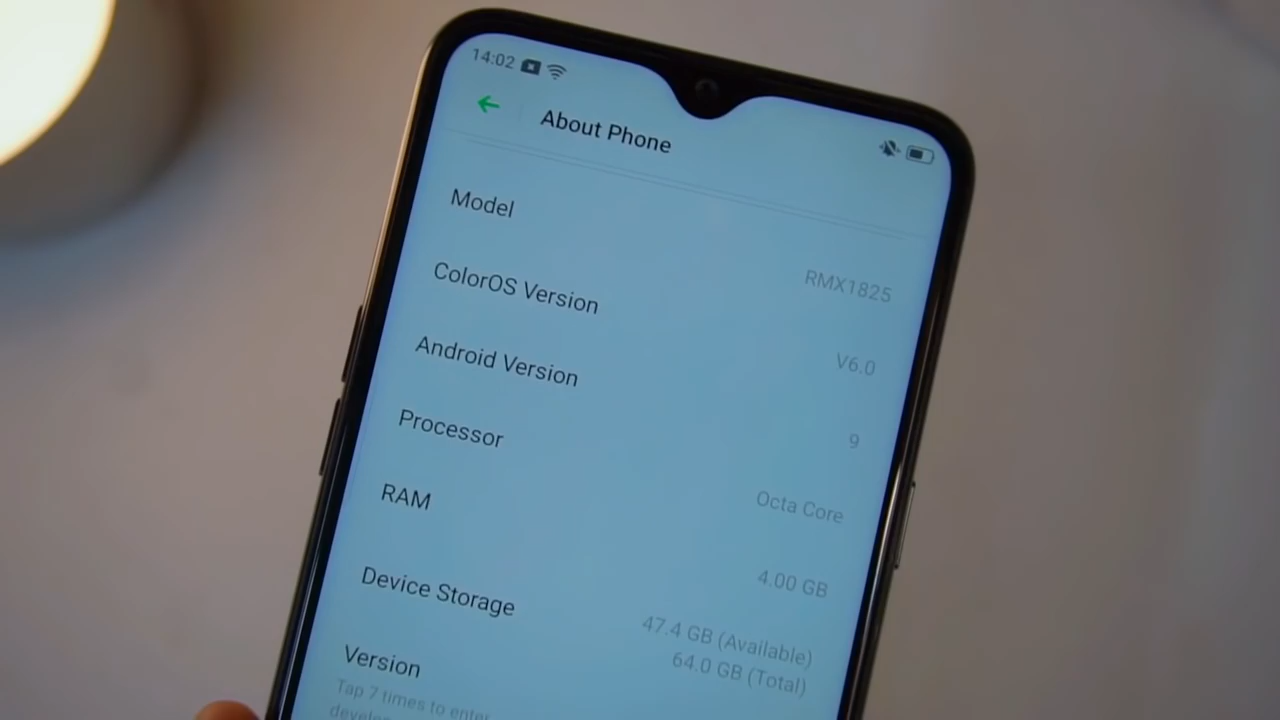 14:02
About Phone
Model
RMX1825
ColorOS Version
V6.0
Android Version
9
Processor
Octa Core
RAM
4.00 GB
Device Storage
47.4 GB (Available)
64.0 GB (Total)
Version
Tap 7 times to enter